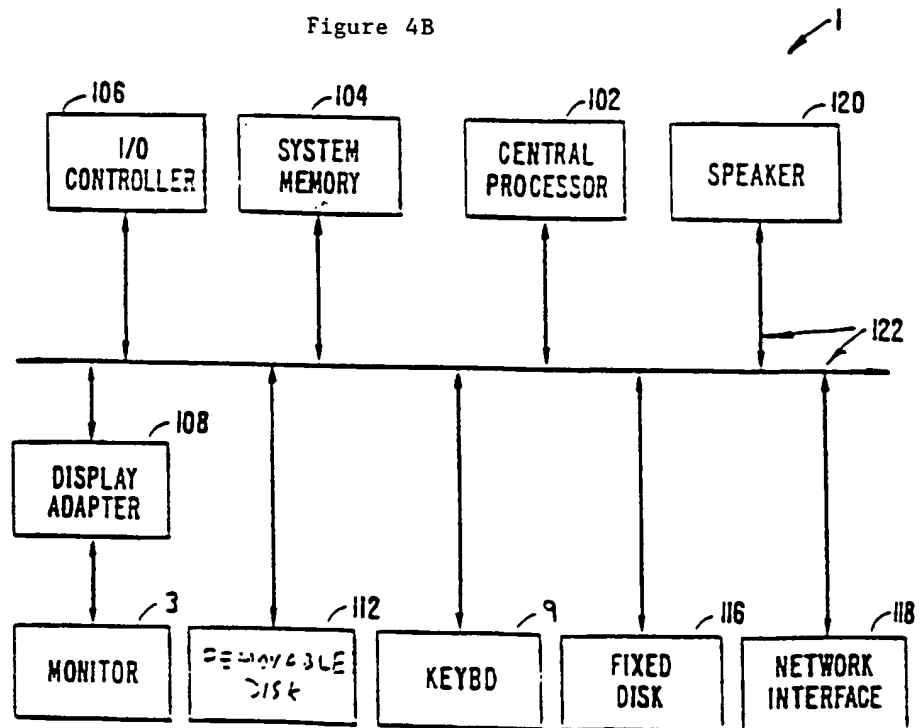 Figure 4B
1
106
104
102
120
I/O
CONTROLLER
SYSTEM
MEMORY
CENTRAL
PROCESSOR
SPEAKER
122
108
DISPLAY
ADAPTER
3
112
9
116
118
MONITOR
REMOVABLE
DISK
KEYBD
FIXED
DISK
NETWORK
INTERFACE